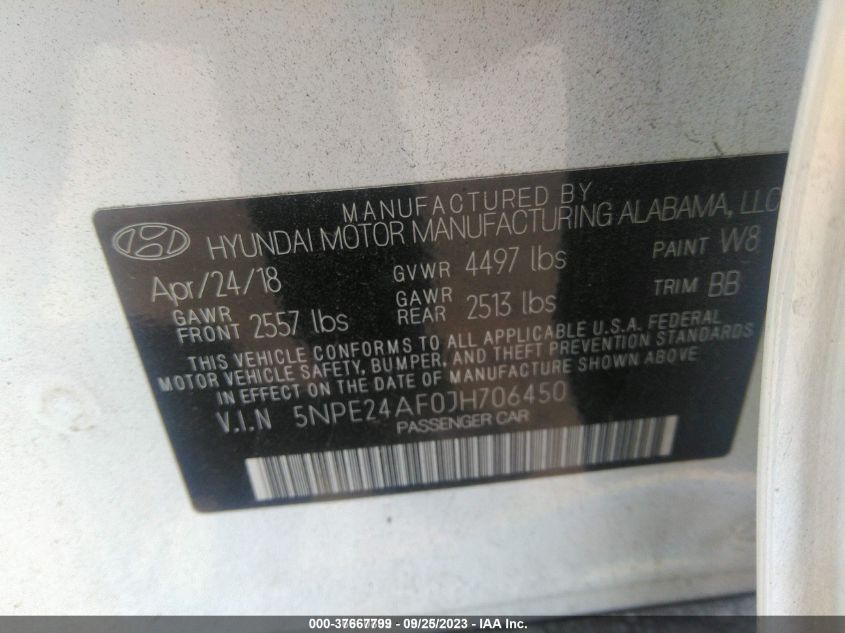 MANUFACTURED BY
HYUNDAI MOTOR MANUFACTURING ALABAMA, LLC
Apr/24/18 GVWR 4497 lbs PAINT W8
GAWR FRONT 2557 lbs GAWR REAR 2513 lbs TRIM BB
THIS VEHICLE CONFORMS TO ALL APPLICABLE U.S.A. FEDERAL
MOTOR VEHICLE SAFETY, BUMPER, AND THEFT PREVENTION STANDARDS
IN EFFECT ON THE DATE OF MANUFACTURE SHOWN ABOVE
V.I.N 5NPE24AF0JH706450
PASSENGER CAR
000-37667799 - 09/25/2023 - IAA Inc.